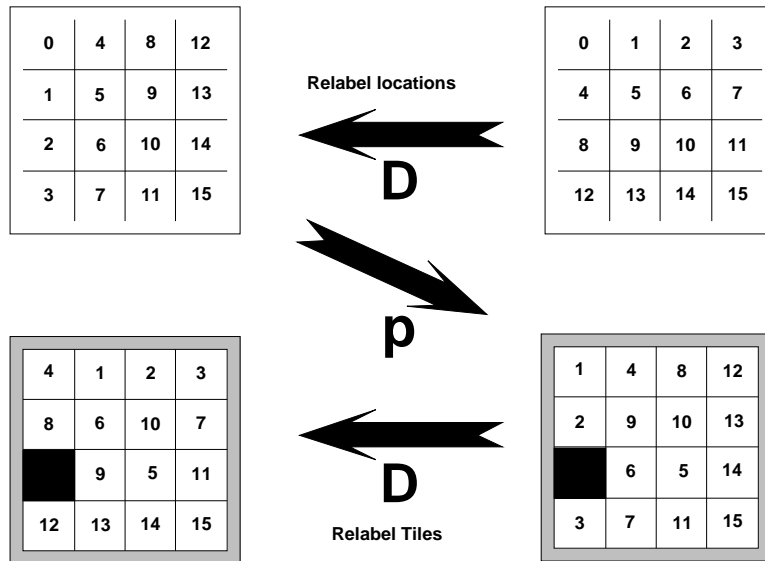 0 4 8 12
1 5 9 13
2 6 10 14
3 7 11 15
Relabel locations
D
0 1 2 3
4 5 6 7
8 9 10 11
12 13 14 15
p
4 1 2 3
8 6 10 7
9 5 11
12 13 14 15
D
Relabel Tiles
1 4 8 12
2 9 10 13
6 5 14
3 7 11 15